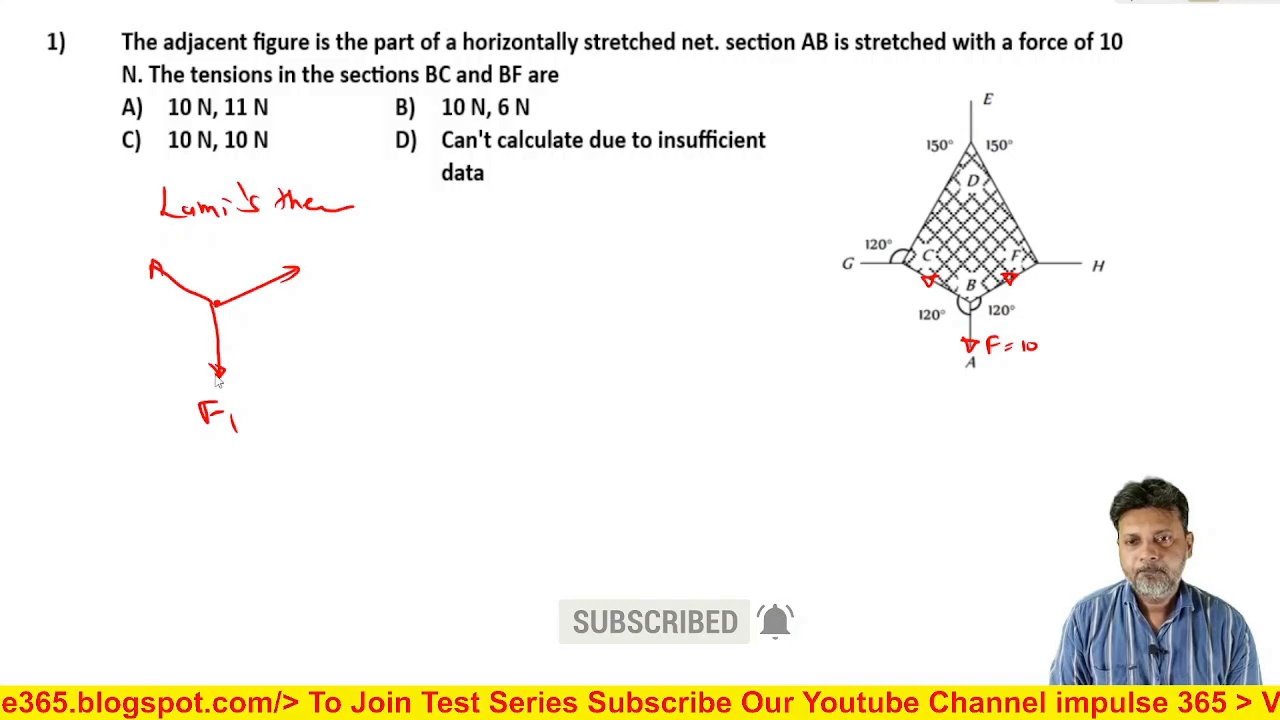 1) The adjacent figure is the part of a horizontally stretched net. section AB is stretched with a force of 10
N. The tensions in the sections BC and BF are
A) 10 N, 11 N B) 10 N, 6 N
C) 10 N, 10 N D) Can't calculate due to insufficient
data
Lami's the
F1
E
150° 150°
D
120°
G C F H
B
120° 120°
F = 10
A
SUBSCRIBED
e365.blogspot.com/> To Join Test Series Subscribe Our Youtube Channel impulse 365 > V